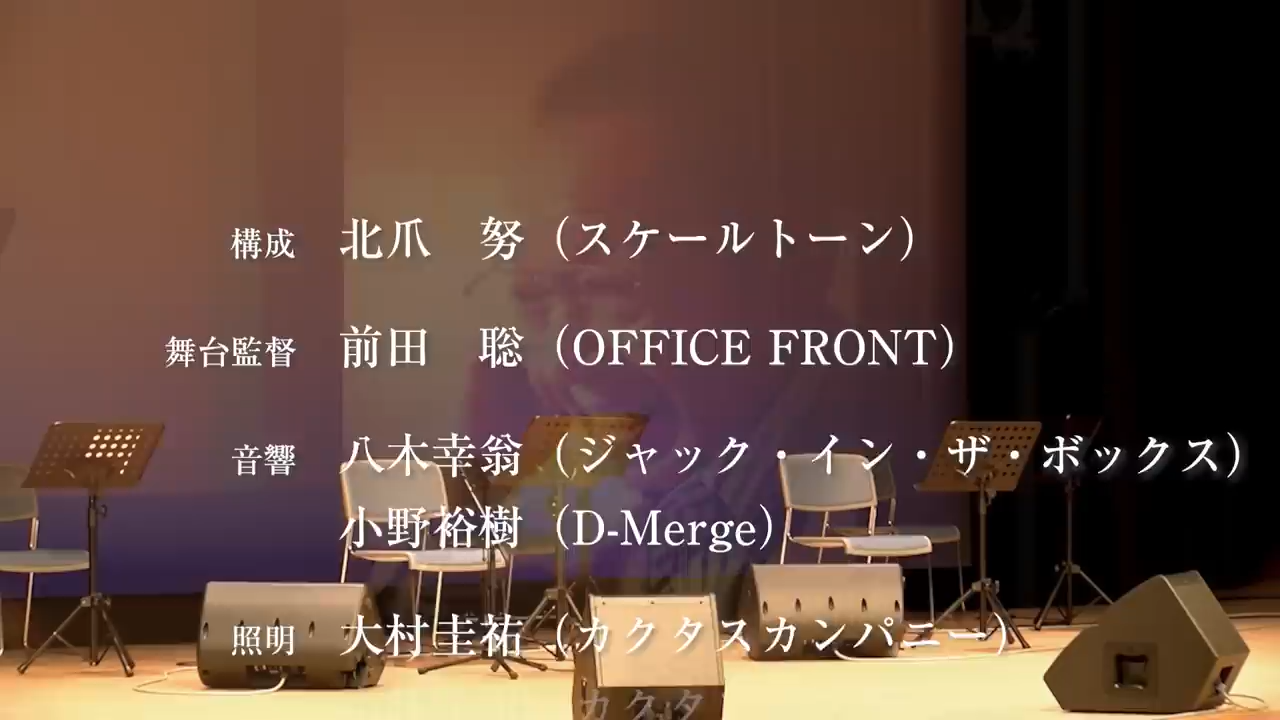 構成 北爪 努（スケールトーン）
舞台監督 前田 聡（OFFICE FRONT）
音響 八木幸翁（ジャック・イン・ザ・ボックス）
小野裕樹（D-Merge）
照明 大村圭祐（カクタスカンパニー）
カクタ